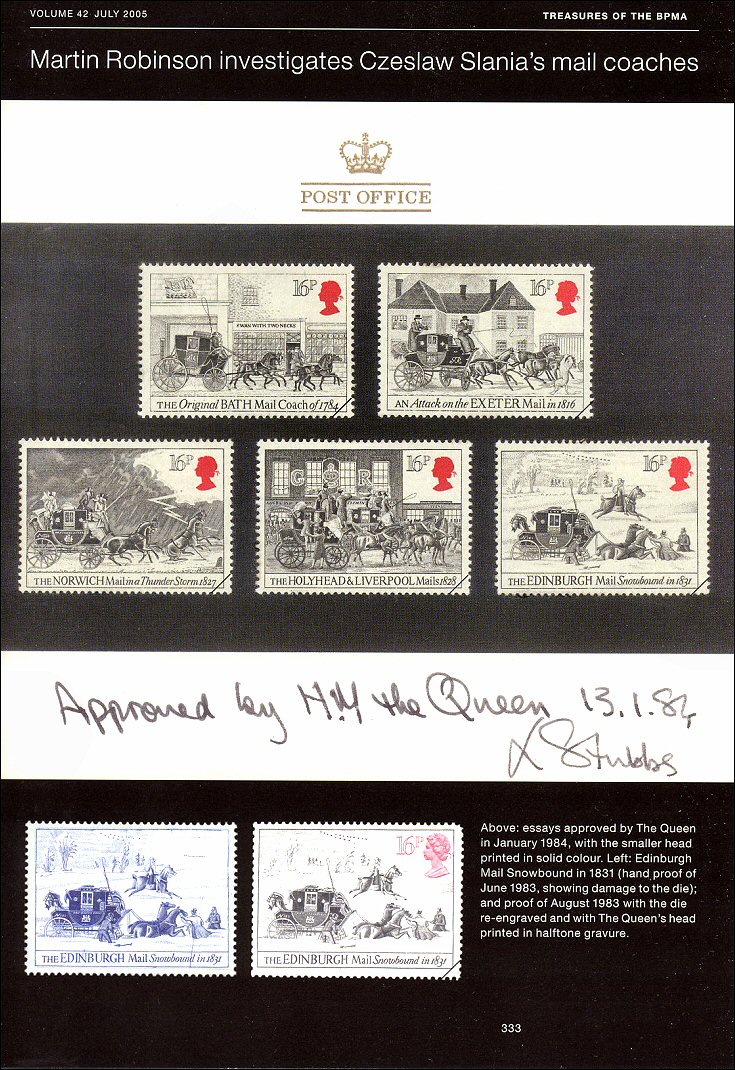 VOLUME 42 JULY 2005
TREASURES OF THE BPMA
Martin Robinson investigates Czeslaw Slania's mail coaches
POST OFFICE
16P
SWAN WITH TWO NECKS
THE Original BATH Mail Coach of 1784
16P
AN Attack on the EXETER Mail in 1816
16P
THE NORWICH Mail in a Thunder Storm 1827
16P
G R
THE HOLYHEAD & LIVERPOOL Mails 1828
16P
THE EDINBURGH Mail Snowbound in 1831
Approved by H.M the Queen 13.1.84
L Stubbs
THE EDINBURGH Mail Snowbound in 1831
16P
THE EDINBURGH Mail Snowbound in 1831
Above: essays approved by The Queen
in January 1984, with the smaller head
printed in solid colour. Left: Edinburgh
Mail Snowbound in 1831 (hand proof of
June 1983, showing damage to the die);
and proof of August 1983 with the die
re-engraved and with The Queen's head
printed in halftone gravure.
333